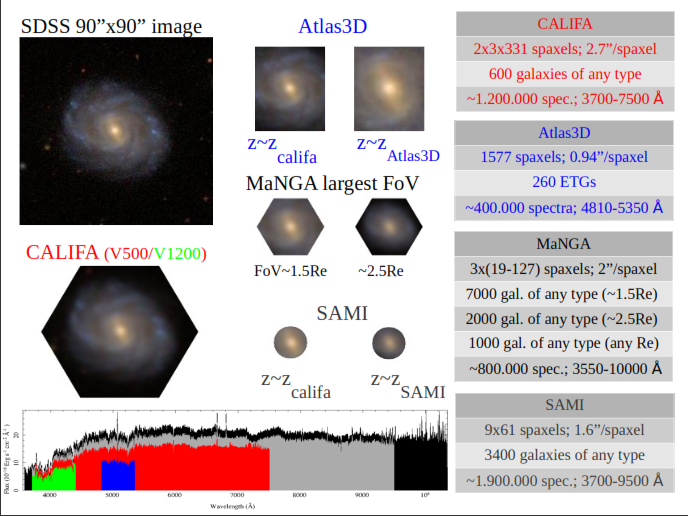 SDSS 90”x90” image
Atlas3D
z~z califa
z~z Atlas3D
MaNGA largest FoV
FoV~1.5Re
~2.5Re
CALIFA (V500/V1200)
SAMI
z~z califa
z~z SAMI
CALIFA
2x3x331 spaxels; 2.7”/spaxel
600 galaxies of any type
~1.200.000 spec.; 3700-7500 Å
Atlas3D
1577 spaxels; 0.94”/spaxel
260 ETGs
~400.000 spectra; 4810-5350 Å
MaNGA
3x(19-127) spaxels; 2”/spaxel
7000 gal. of any type (~1.5Re)
2000 gal. of any type (~2.5Re)
1000 gal. of any type (any Re)
~800.000 spec.; 3550-10000 Å
SAMI
9x61 spaxels; 1.6”/spaxel
3400 galaxies of any type
~1.900.000 spec.; 3700-9500 Å
20
10
0
4000 5000 6000 7000 8000 9000 10⁴
Wavelength (Å)